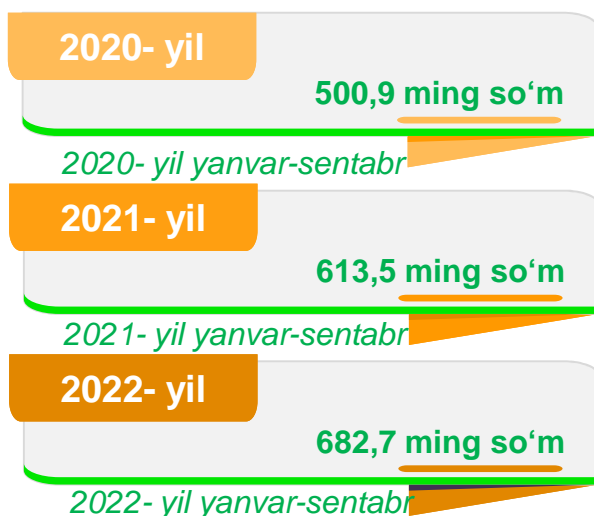 2020- yil
500,9 ming so‘m
2020- yil yanvar-sentabr
2021- yil
613,5 ming so‘m
2021- yil yanvar-sentabr
2022- yil
682,7 ming so‘m
2022- yil yanvar-sentabr